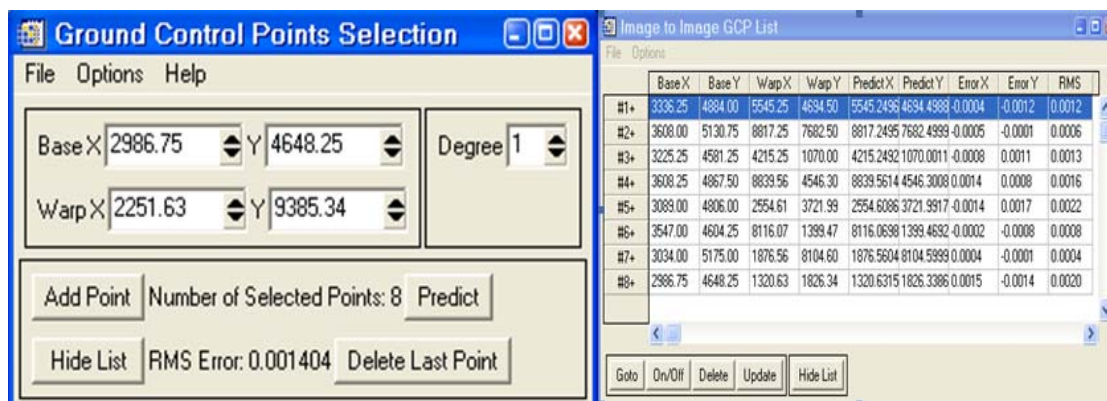 Ground Control Points Selection
File Options Help
Base X 2986.75 Y 4648.25 Degree 1
Warp X 2251.63 Y 9385.34
Add Point Number of Selected Points: 8 Predict
Hide List RMS Error: 0.001404 Delete Last Point
Image to Image GCP List
File Options
Base X Base Y Warp X Warp Y Predict X Predict Y Error X Error Y RMS
#1+ 3336.25 4884.00 5545.25 4694.50 5545.2496 4694.4988 -0.0004 -0.0012 0.0012
#2+ 3608.00 5130.75 8817.25 7682.50 8817.2495 7682.4999 -0.0005 -0.0001 0.0006
#3+ 3225.25 4581.25 4215.25 1070.00 4215.2492 1070.0011 -0.0008 0.0011 0.0013
#4+ 3608.25 4867.50 8839.56 4546.30 8839.5614 4546.3008 0.0014 0.0008 0.0016
#5+ 3089.00 4806.00 2554.61 3721.99 2554.6086 3721.9917 -0.0014 0.0017 0.0022
#6+ 3547.00 4604.25 8116.07 1399.47 8116.0698 1399.4692 -0.0002 -0.0008 0.0008
#7+ 3034.00 5175.00 1876.56 8104.60 1876.5604 8104.5999 0.0004 -0.0001 0.0004
#8+ 2986.75 4648.25 1320.63 1826.34 1320.6315 1826.3386 0.0015 -0.0014 0.0020
Goto On/Off Delete Update Hide List